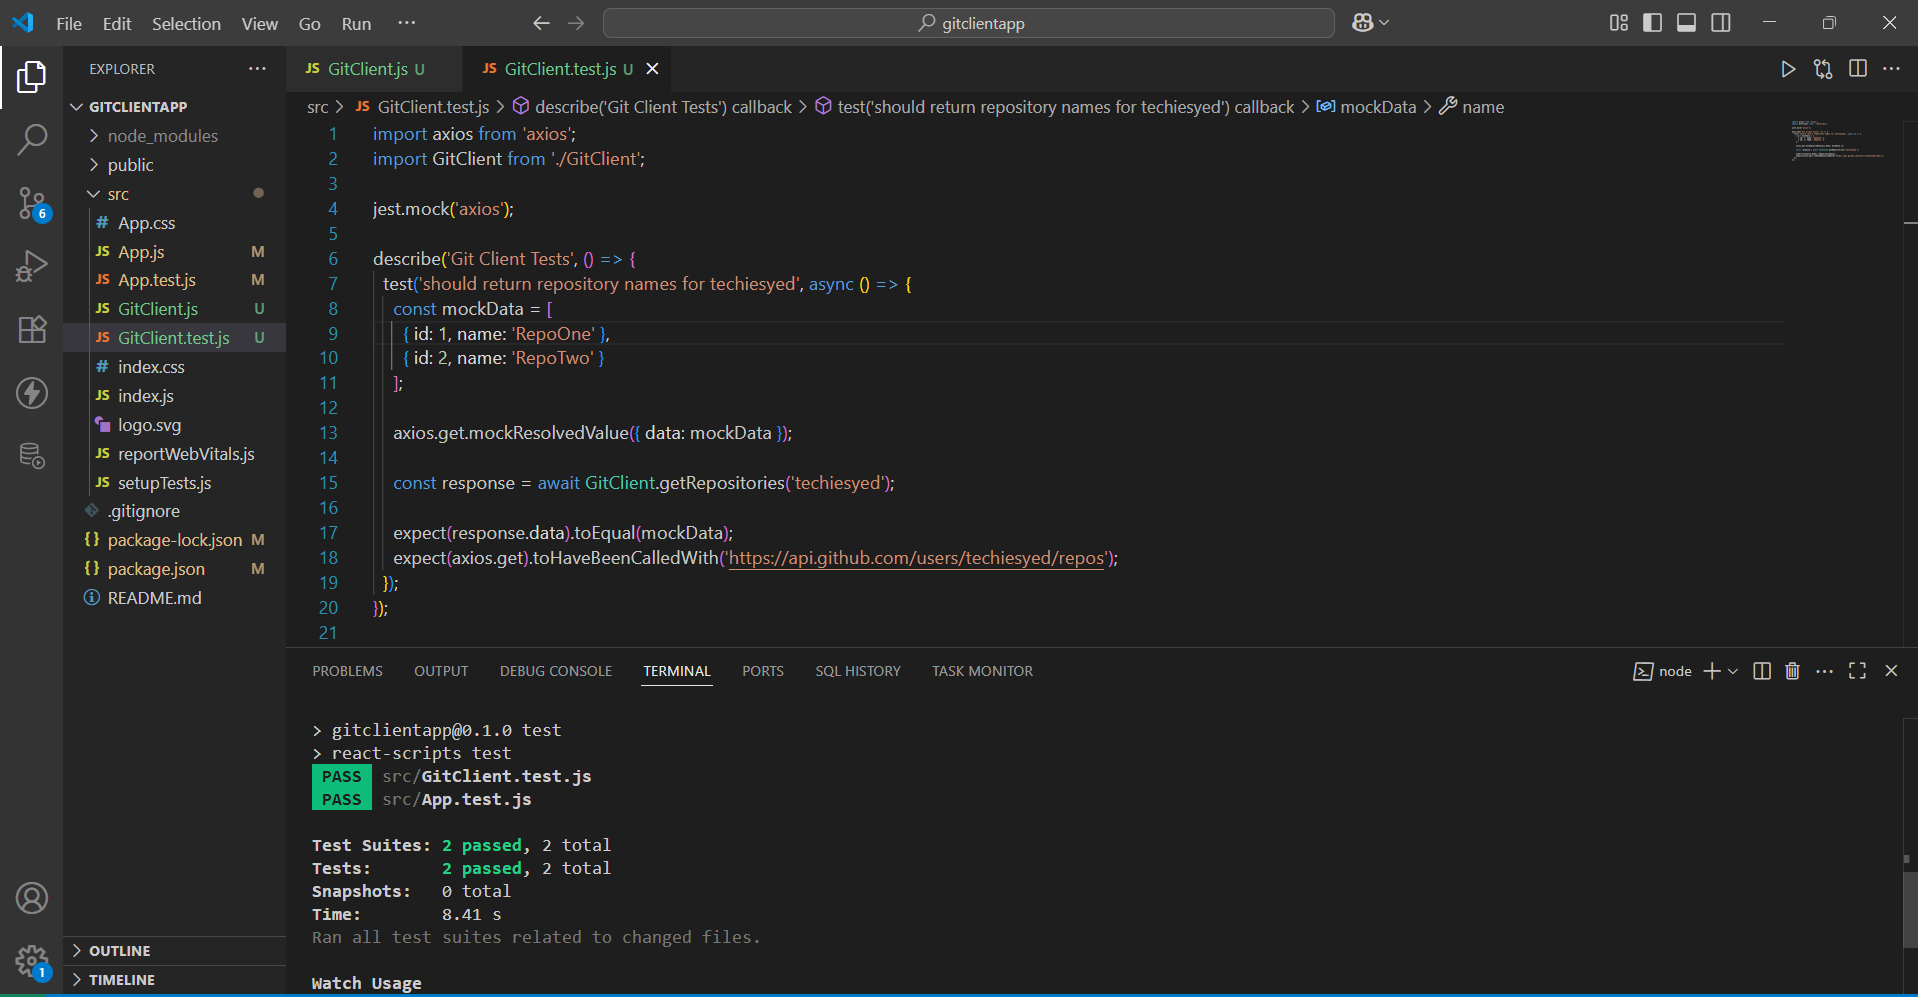 File Edit Selection View Go Run ··· gitclientapp
EXPLORER ···
GITCLIENTAPP
node_modules
public
src
# App.css
JS App.js M
JS App.test.js M
JS GitClient.js U
JS GitClient.test.js U
# index.css
JS index.js
logo.svg
JS reportWebVitals.js
JS setupTests.js
.gitignore
{} package-lock.json M
{} package.json M
README.md
OUTLINE
TIMELINE
6
1
JS GitClient.js U JS GitClient.test.js U
src > JS GitClient.test.js > describe('Git Client Tests') callback > test('should return repository names for techiesyed') callback > mockData > name
1 import axios from 'axios';
2 import GitClient from './GitClient';
3
4 jest.mock('axios');
5
6 describe('Git Client Tests', () => {
7 test('should return repository names for techiesyed', async () => {
8 const mockData = [
9 { id: 1, name: 'RepoOne' },
10 { id: 2, name: 'RepoTwo' }
11 ];
12
13 axios.get.mockResolvedValue({ data: mockData });
14
15 const response = await GitClient.getRepositories('techiesyed');
16
17 expect(response.data).toEqual(mockData);
18 expect(axios.get).toHaveBeenCalledWith('https://api.github.com/users/techiesyed/repos');
19 });
20 });
21
PROBLEMS OUTPUT DEBUG CONSOLE TERMINAL PORTS SQL HISTORY TASK MONITOR node
> gitclientapp@0.1.0 test
> react-scripts test
PASS src/GitClient.test.js
PASS src/App.test.js
Test Suites: 2 passed, 2 total
Tests: 2 passed, 2 total
Snapshots: 0 total
Time: 8.41 s
Ran all test suites related to changed files.
Watch Usage